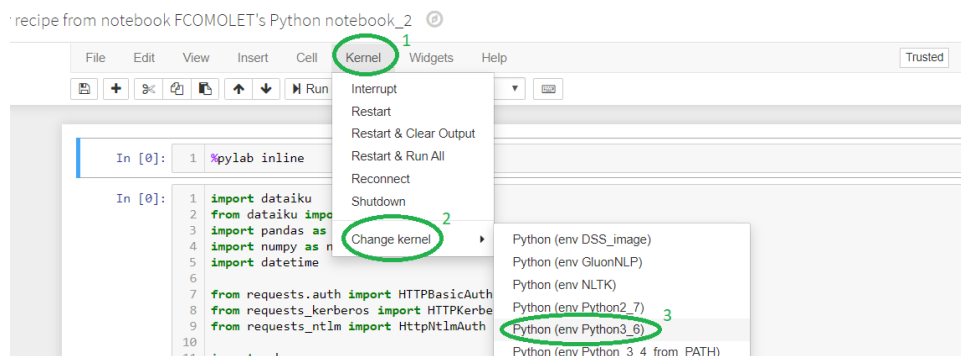 recipe from notebook FCOMOLET's Python notebook_2
1
File Edit View Insert Cell Kernel Widgets Help Trusted
Run
Interrupt
Restart
Restart & Clear Output
Restart & Run All
Reconnect
Shutdown
2
Change kernel
In [0]: 1 %pylab inline
In [0]: 1 import dataiku
2 from dataiku impo
3 import pandas as
4 import numpy as n
5 import datetime
6
7 from requests.auth import HTTPBasicAuth
8 from requests_kerberos import HTTPKerbe
9 from requests_ntlm import HttpNtlmAuth
10
Python (env DSS_image)
Python (env GluonNLP)
Python (env NLTK)
Python (env Python2_7)
3
Python (env Python3_6)
Python (env Python_3_4_from_PATH)